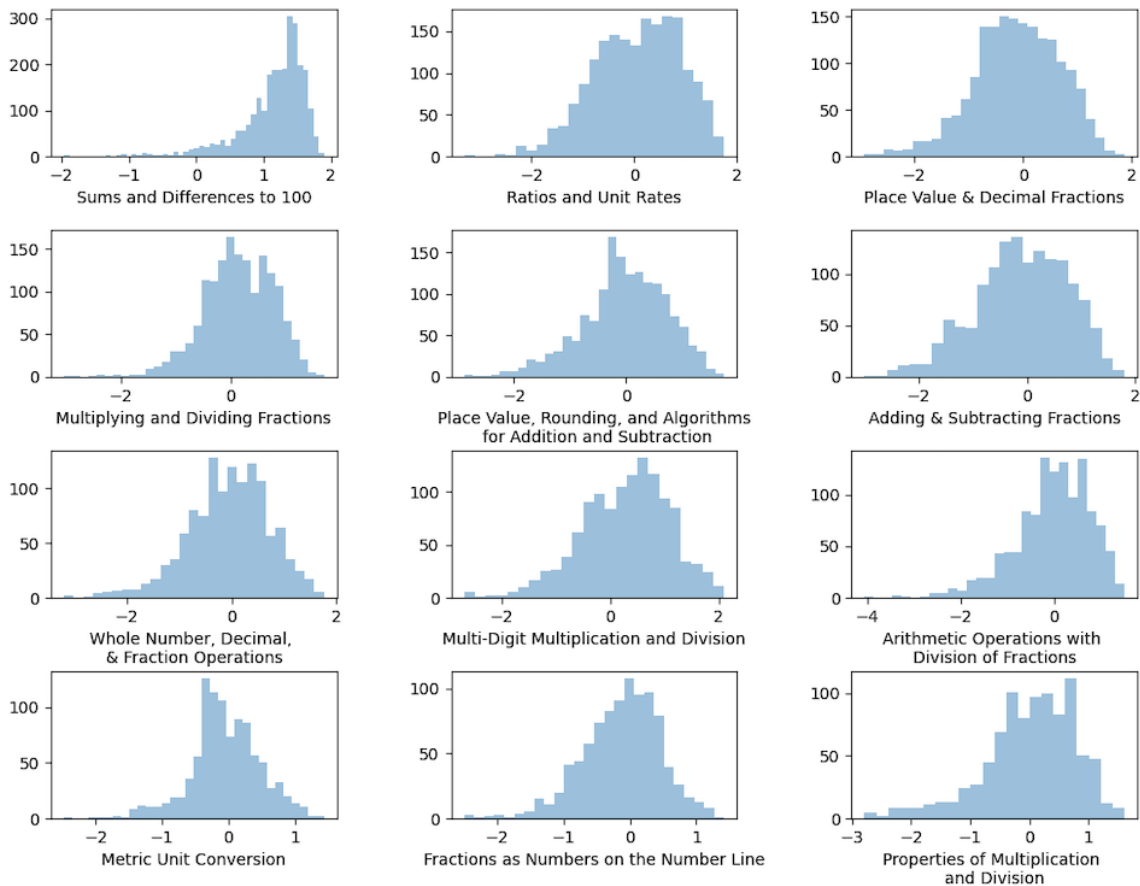 300
200
100
0
−2 −1 0 1 2
Sums and Differences to 100
150
100
50
0
−2 0 2
Ratios and Unit Rates
150
100
50
0
−2 0 2
Place Value & Decimal Fractions
150
100
50
0
−2 0
Multiplying and Dividing Fractions
150
100
50
0
−2 0
Place Value, Rounding, and Algorithms
for Addition and Subtraction
100
50
0
−2 0 2
Adding & Subtracting Fractions
100
50
0
−2 0 2
Whole Number, Decimal,
& Fraction Operations
100
50
0
−2 0 2
Multi-Digit Multiplication and Division
100
50
0
−4 −2 0
Arithmetic Operations with
Division of Fractions
100
50
0
−2 −1 0 1
Metric Unit Conversion
100
50
0
−2 −1 0 1
Fractions as Numbers on the Number Line
100
50
0
−3 −2 −1 0 1
Properties of Multiplication
and Division